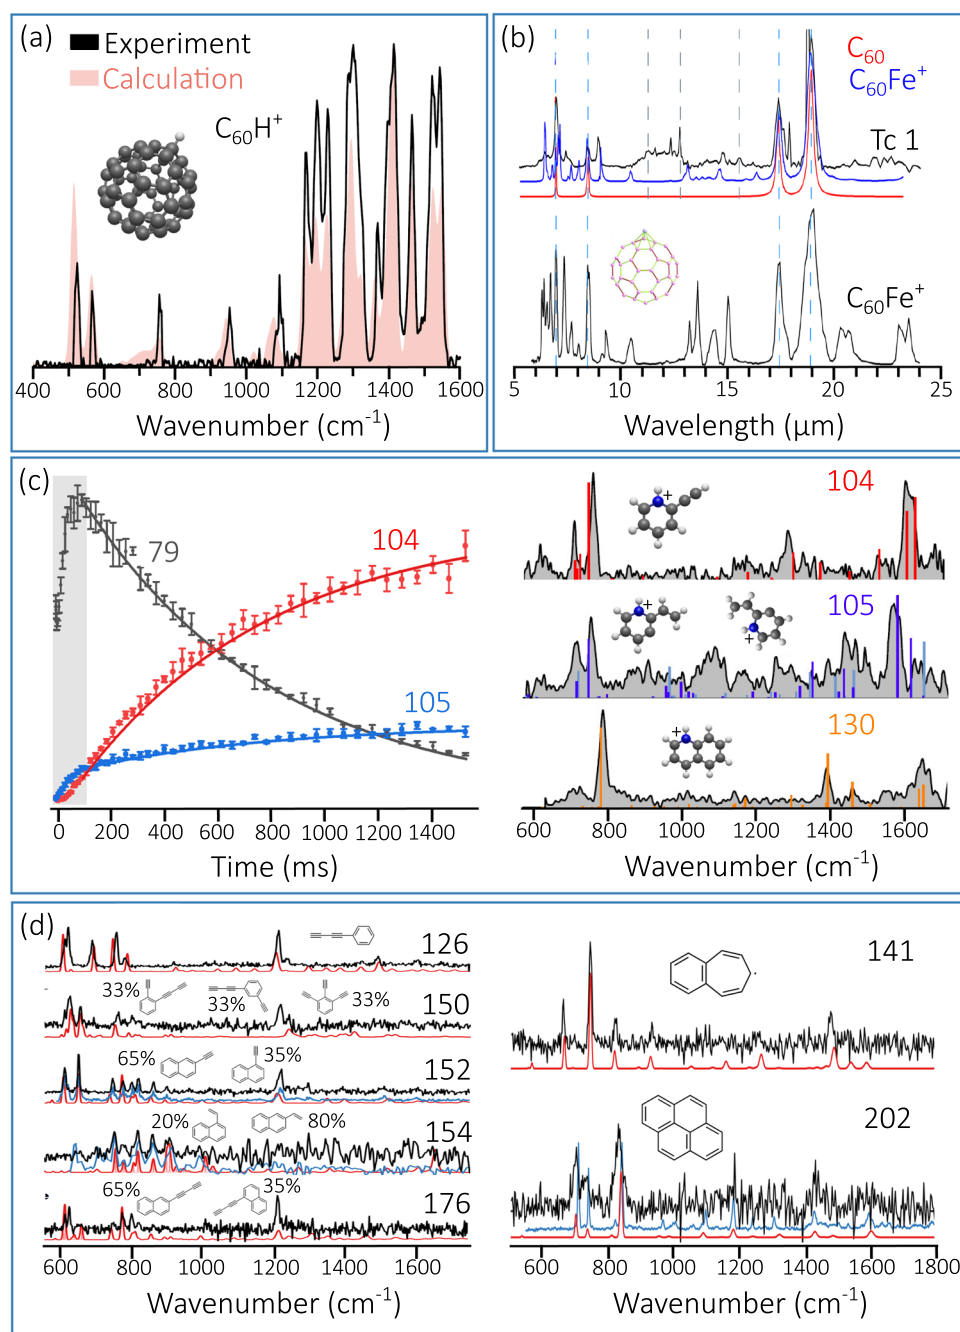 (a)
Experiment
Calculation
C60H+
400 600 800 1000 1200 1400 1600
Wavenumber (cm-1)
(b)
C60
C60Fe+
Tc 1
C60Fe+
5 10 15 20 25
Wavelength (μm)
(c)
79
104
105
0 200 400 600 800 1000 1200 1400
Time (ms)
104
+
105
+
+
130
+
600 800 1000 1200 1400 1600
Wavenumber (cm-1)
(d)
126
33%
33%
33%
150
65%
35%
152
20%
80%
154
65%
35%
176
600 800 1000 1200 1400 1600
Wavenumber (cm-1)
141
202
600 800 1000 1200 1400 1600 1800
Wavenumber (cm-1)